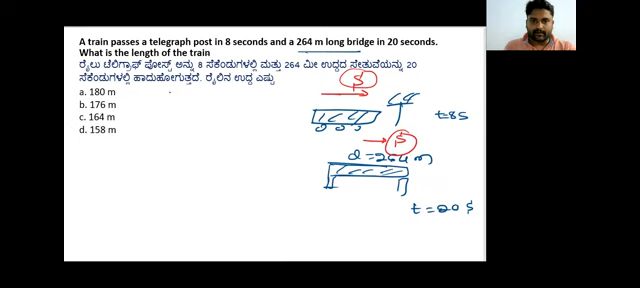 A train passes a telegraph post in 8 seconds and a 264 m long bridge in 20 seconds.
What is the length of the train
ರೈಲು ಟೆಲಿಗ್ರಾಫ್ ಪೋಸ್ಟ್ ಅನ್ನು 8 ಸೆಕೆಂಡುಗಳಲ್ಲಿ ಮತ್ತು 264 ಮೀ ಉದ್ದದ ಸೇತುವೆಯನ್ನು 20
ಸೆಕೆಂಡುಗಳಲ್ಲಿ ಹಾದುಹೋಗುತ್ತದೆ. ರೈಲಿನ ಉದ್ದ ಎಷ್ಟು
a. 180 m
b. 176 m
c. 164 m
d. 158 m
S
t=8S
S
d=264 m
t=20 S